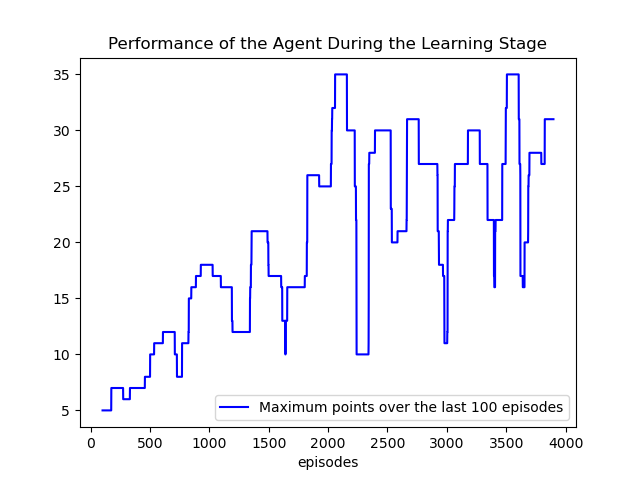 Performance of the Agent During the Learning Stage
35
30
25
20
15
10
5
Maximum points over the last 100 episodes
0 500 1000 1500 2000 2500 3000 3500 4000
episodes